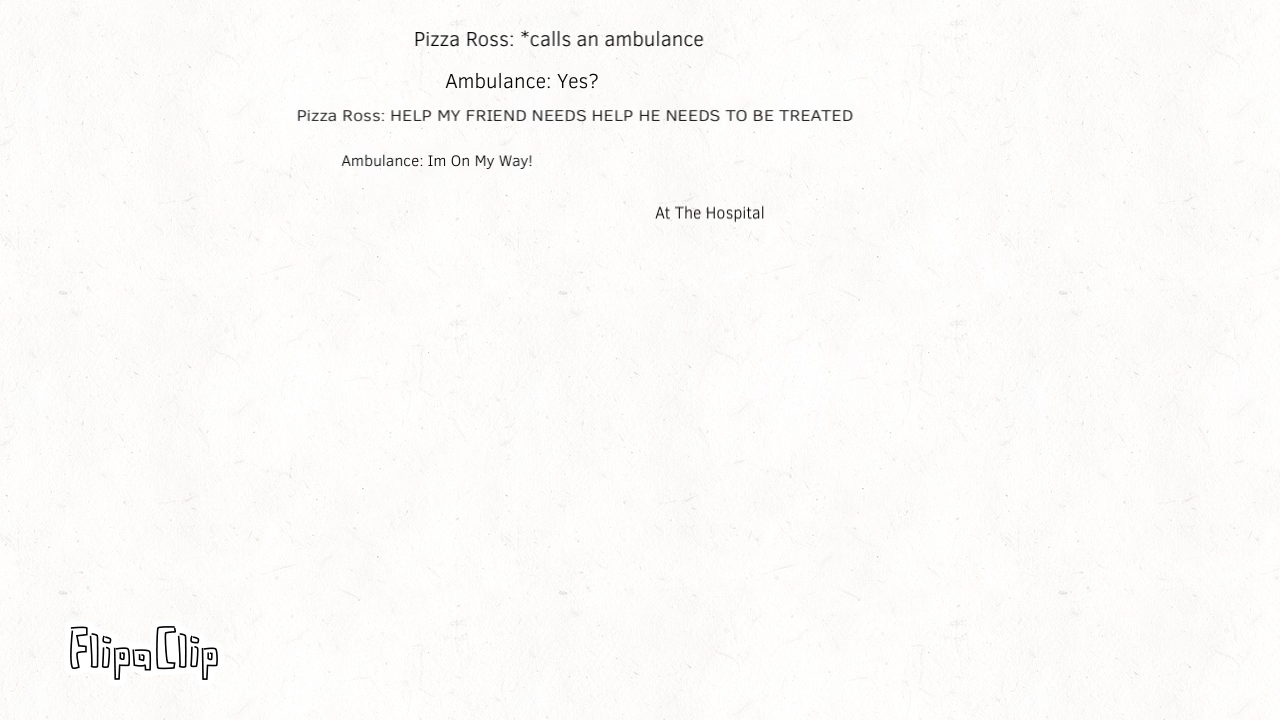 Pizza Ross: *calls an ambulance
Ambulance: Yes?
Pizza Ross: HELP MY FRIEND NEEDS HELP HE NEEDS TO BE TREATED
Ambulance: Im On My Way!
At The Hospital
FlipaClip